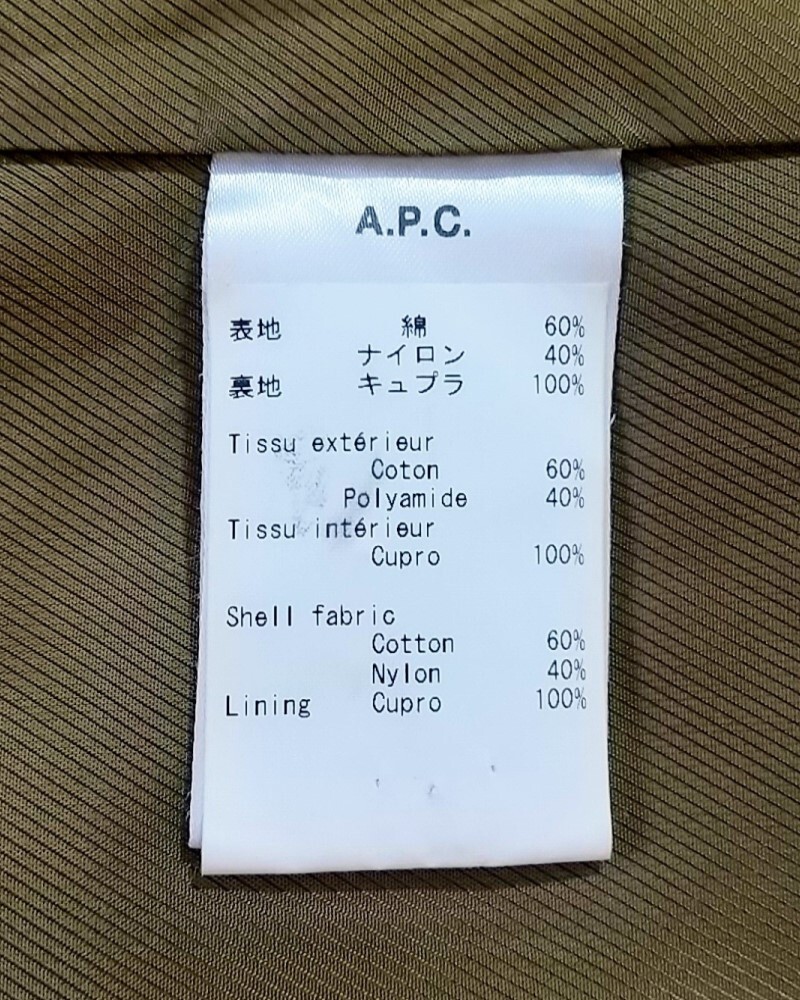 A.P.C.
表地 綿 60%
ナイロン 40%
裏地 キュプラ 100%
Tissu extérieur
Coton 60%
Polyamide 40%
Tissu intérieur
Cupro 100%
Shell fabric
Cotton 60%
Nylon 40%
Lining Cupro 100%